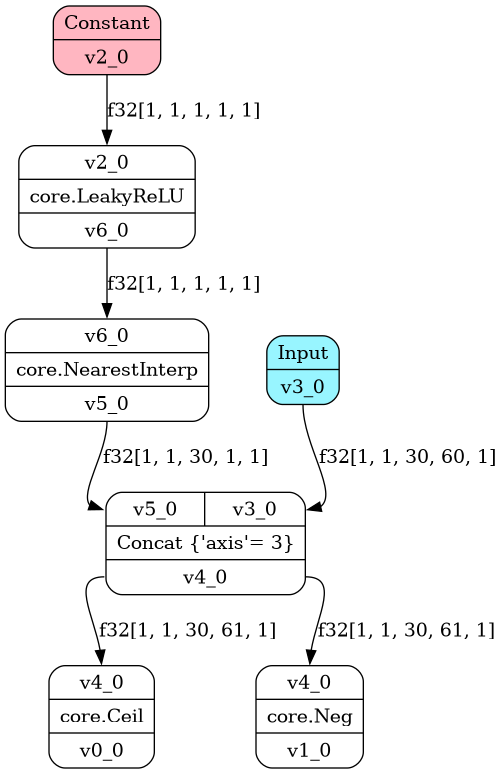 Constant
v2_0
f32[1, 1, 1, 1, 1]
v2_0
core.LeakyReLU
v6_0
f32[1, 1, 1, 1, 1]
v6_0
core.NearestInterp
v5_0
Input
v3_0
f32[1, 1, 30, 1, 1]
f32[1, 1, 30, 60, 1]
v5_0 v3_0
Concat {'axis'= 3}
v4_0
f32[1, 1, 30, 61, 1]
f32[1, 1, 30, 61, 1]
v4_0
core.Ceil
v0_0
v4_0
core.Neg
v1_0